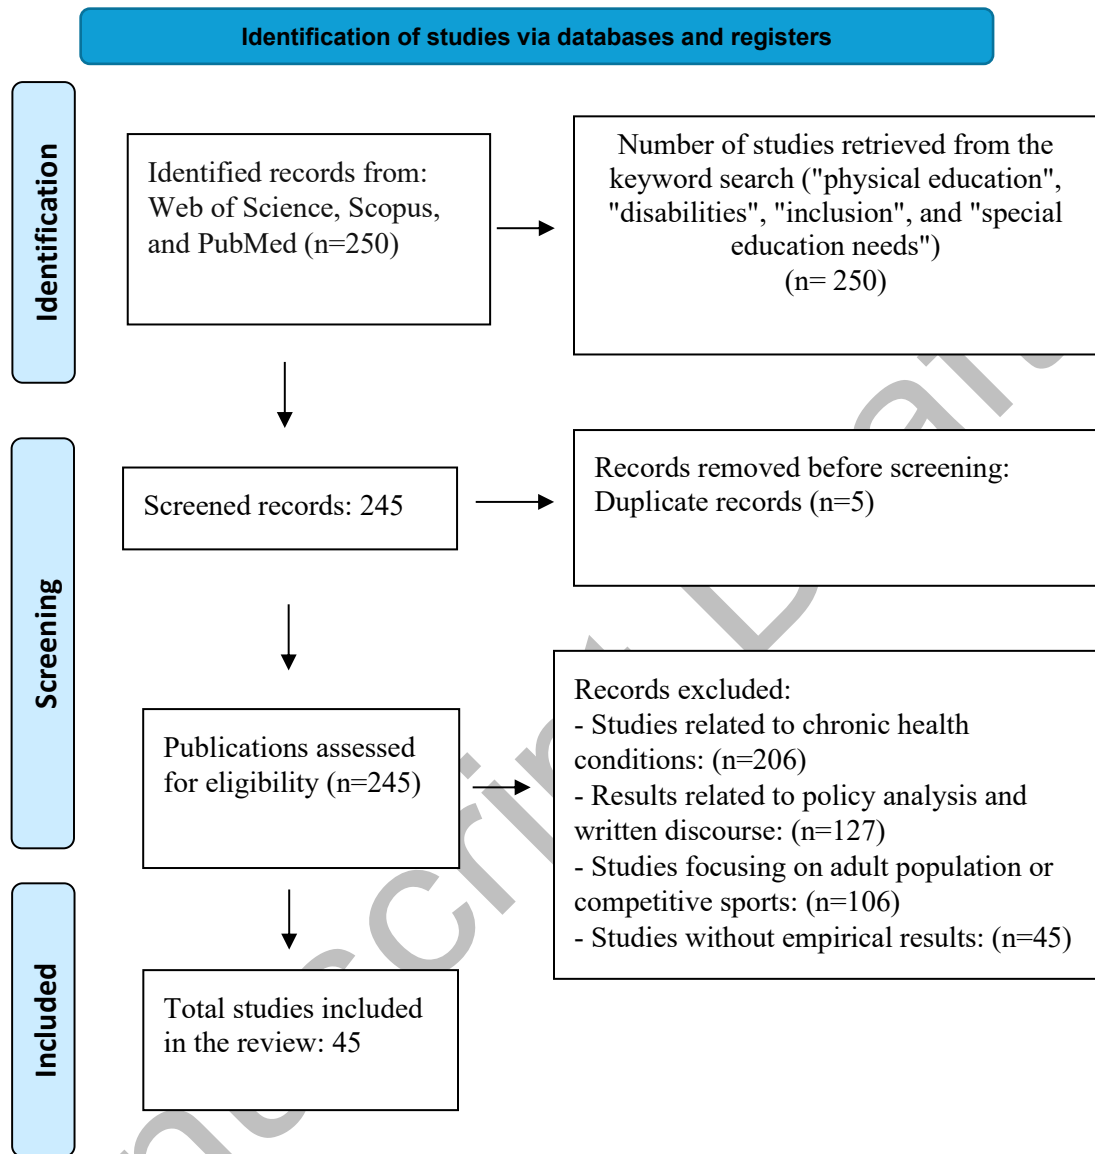 Identification of studies via databases and registers
Identification
Identified records from:
Web of Science, Scopus,
and PubMed (n=250)
Number of studies retrieved from the
keyword search ("physical education",
"disabilities", "inclusion", and "special
education needs")
(n= 250)
Screening
Screened records: 245
Records removed before screening:
Duplicate records (n=5)
Publications assessed
for eligibility (n=245)
Records excluded:
- Studies related to chronic health
conditions: (n=206)
- Results related to policy analysis and
written discourse: (n=127)
- Studies focusing on adult population or
competitive sports: (n=106)
- Studies without empirical results: (n=45)
Included
Total studies included
in the review: 45